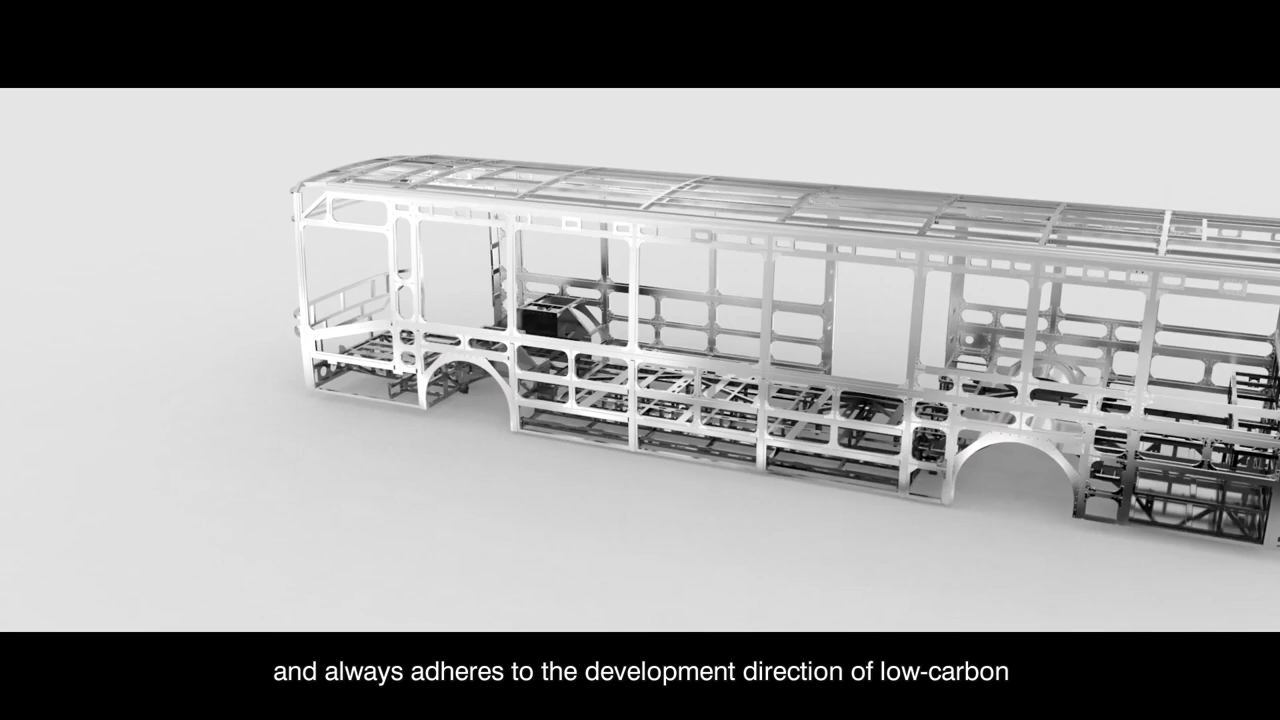 and always adheres to the development direction of low-carbon